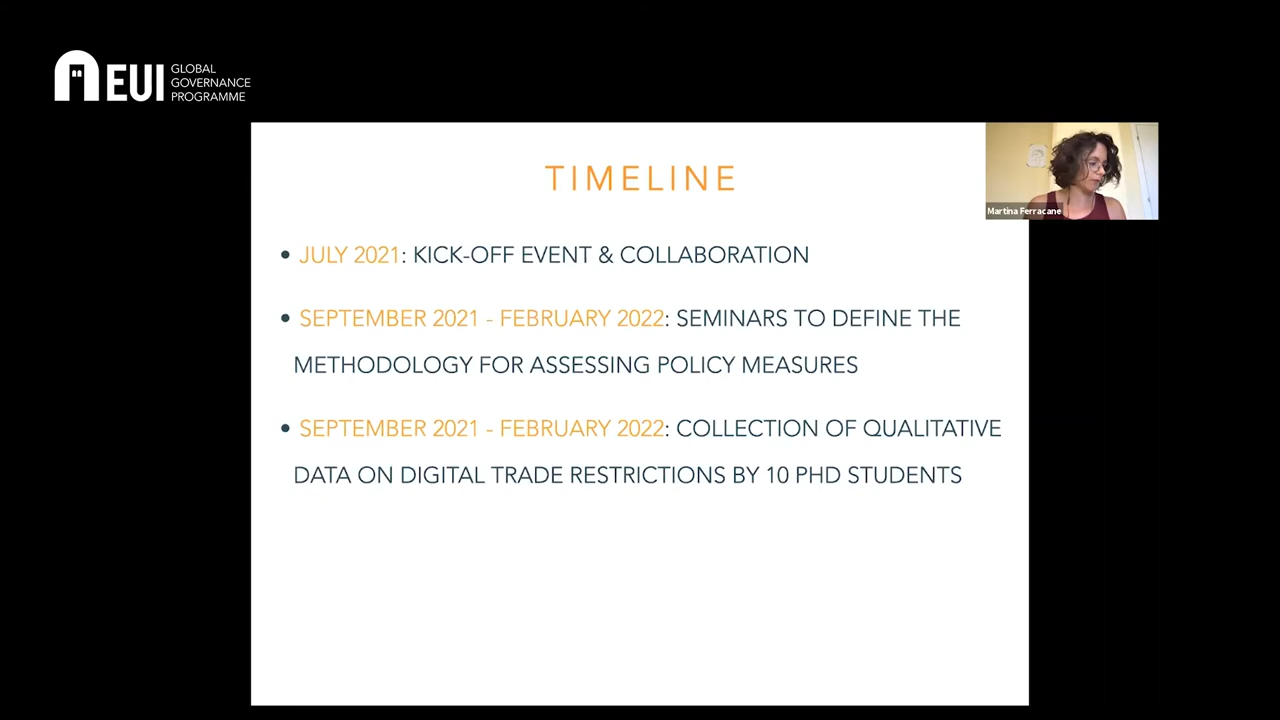 EUI
GLOBAL
GOVERNANCE
PROGRAMME
TIMELINE
Martina Ferracane
• JULY 2021: KICK-OFF EVENT & COLLABORATION
• SEPTEMBER 2021 - FEBRUARY 2022: SEMINARS TO DEFINE THE
METHODOLOGY FOR ASSESSING POLICY MEASURES
• SEPTEMBER 2021 - FEBRUARY 2022: COLLECTION OF QUALITATIVE
DATA ON DIGITAL TRADE RESTRICTIONS BY 10 PHD STUDENTS